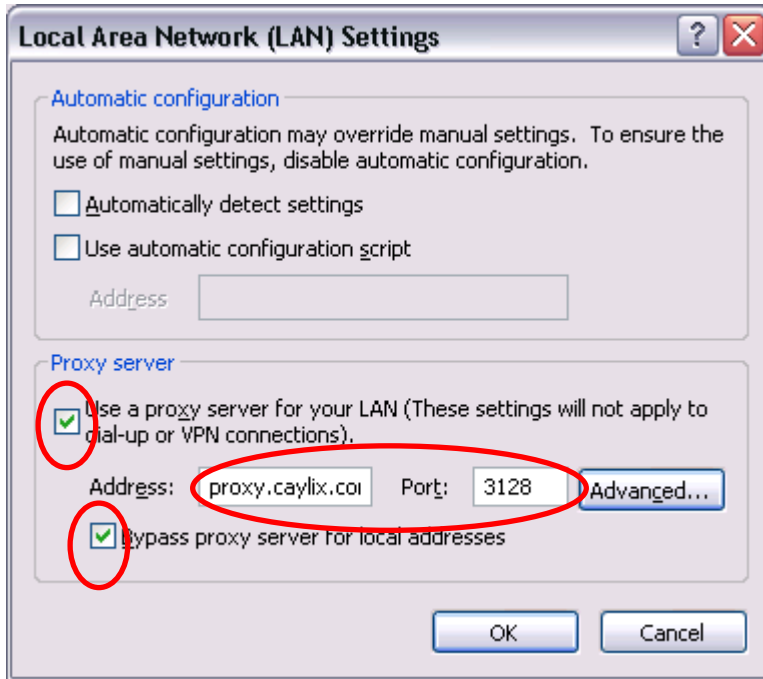 Local Area Network (LAN) Settings
Automatic configuration
Automatic configuration may override manual settings. To ensure the
use of manual settings, disable automatic configuration.
Automatically detect settings
Use automatic configuration script
Address
Proxy server
Use a proxy server for your LAN (These settings will not apply to
dial-up or VPN connections).
Address: proxy.caylix.co Port: 3128 Advanced...
Bypass proxy server for local addresses
OK Cancel